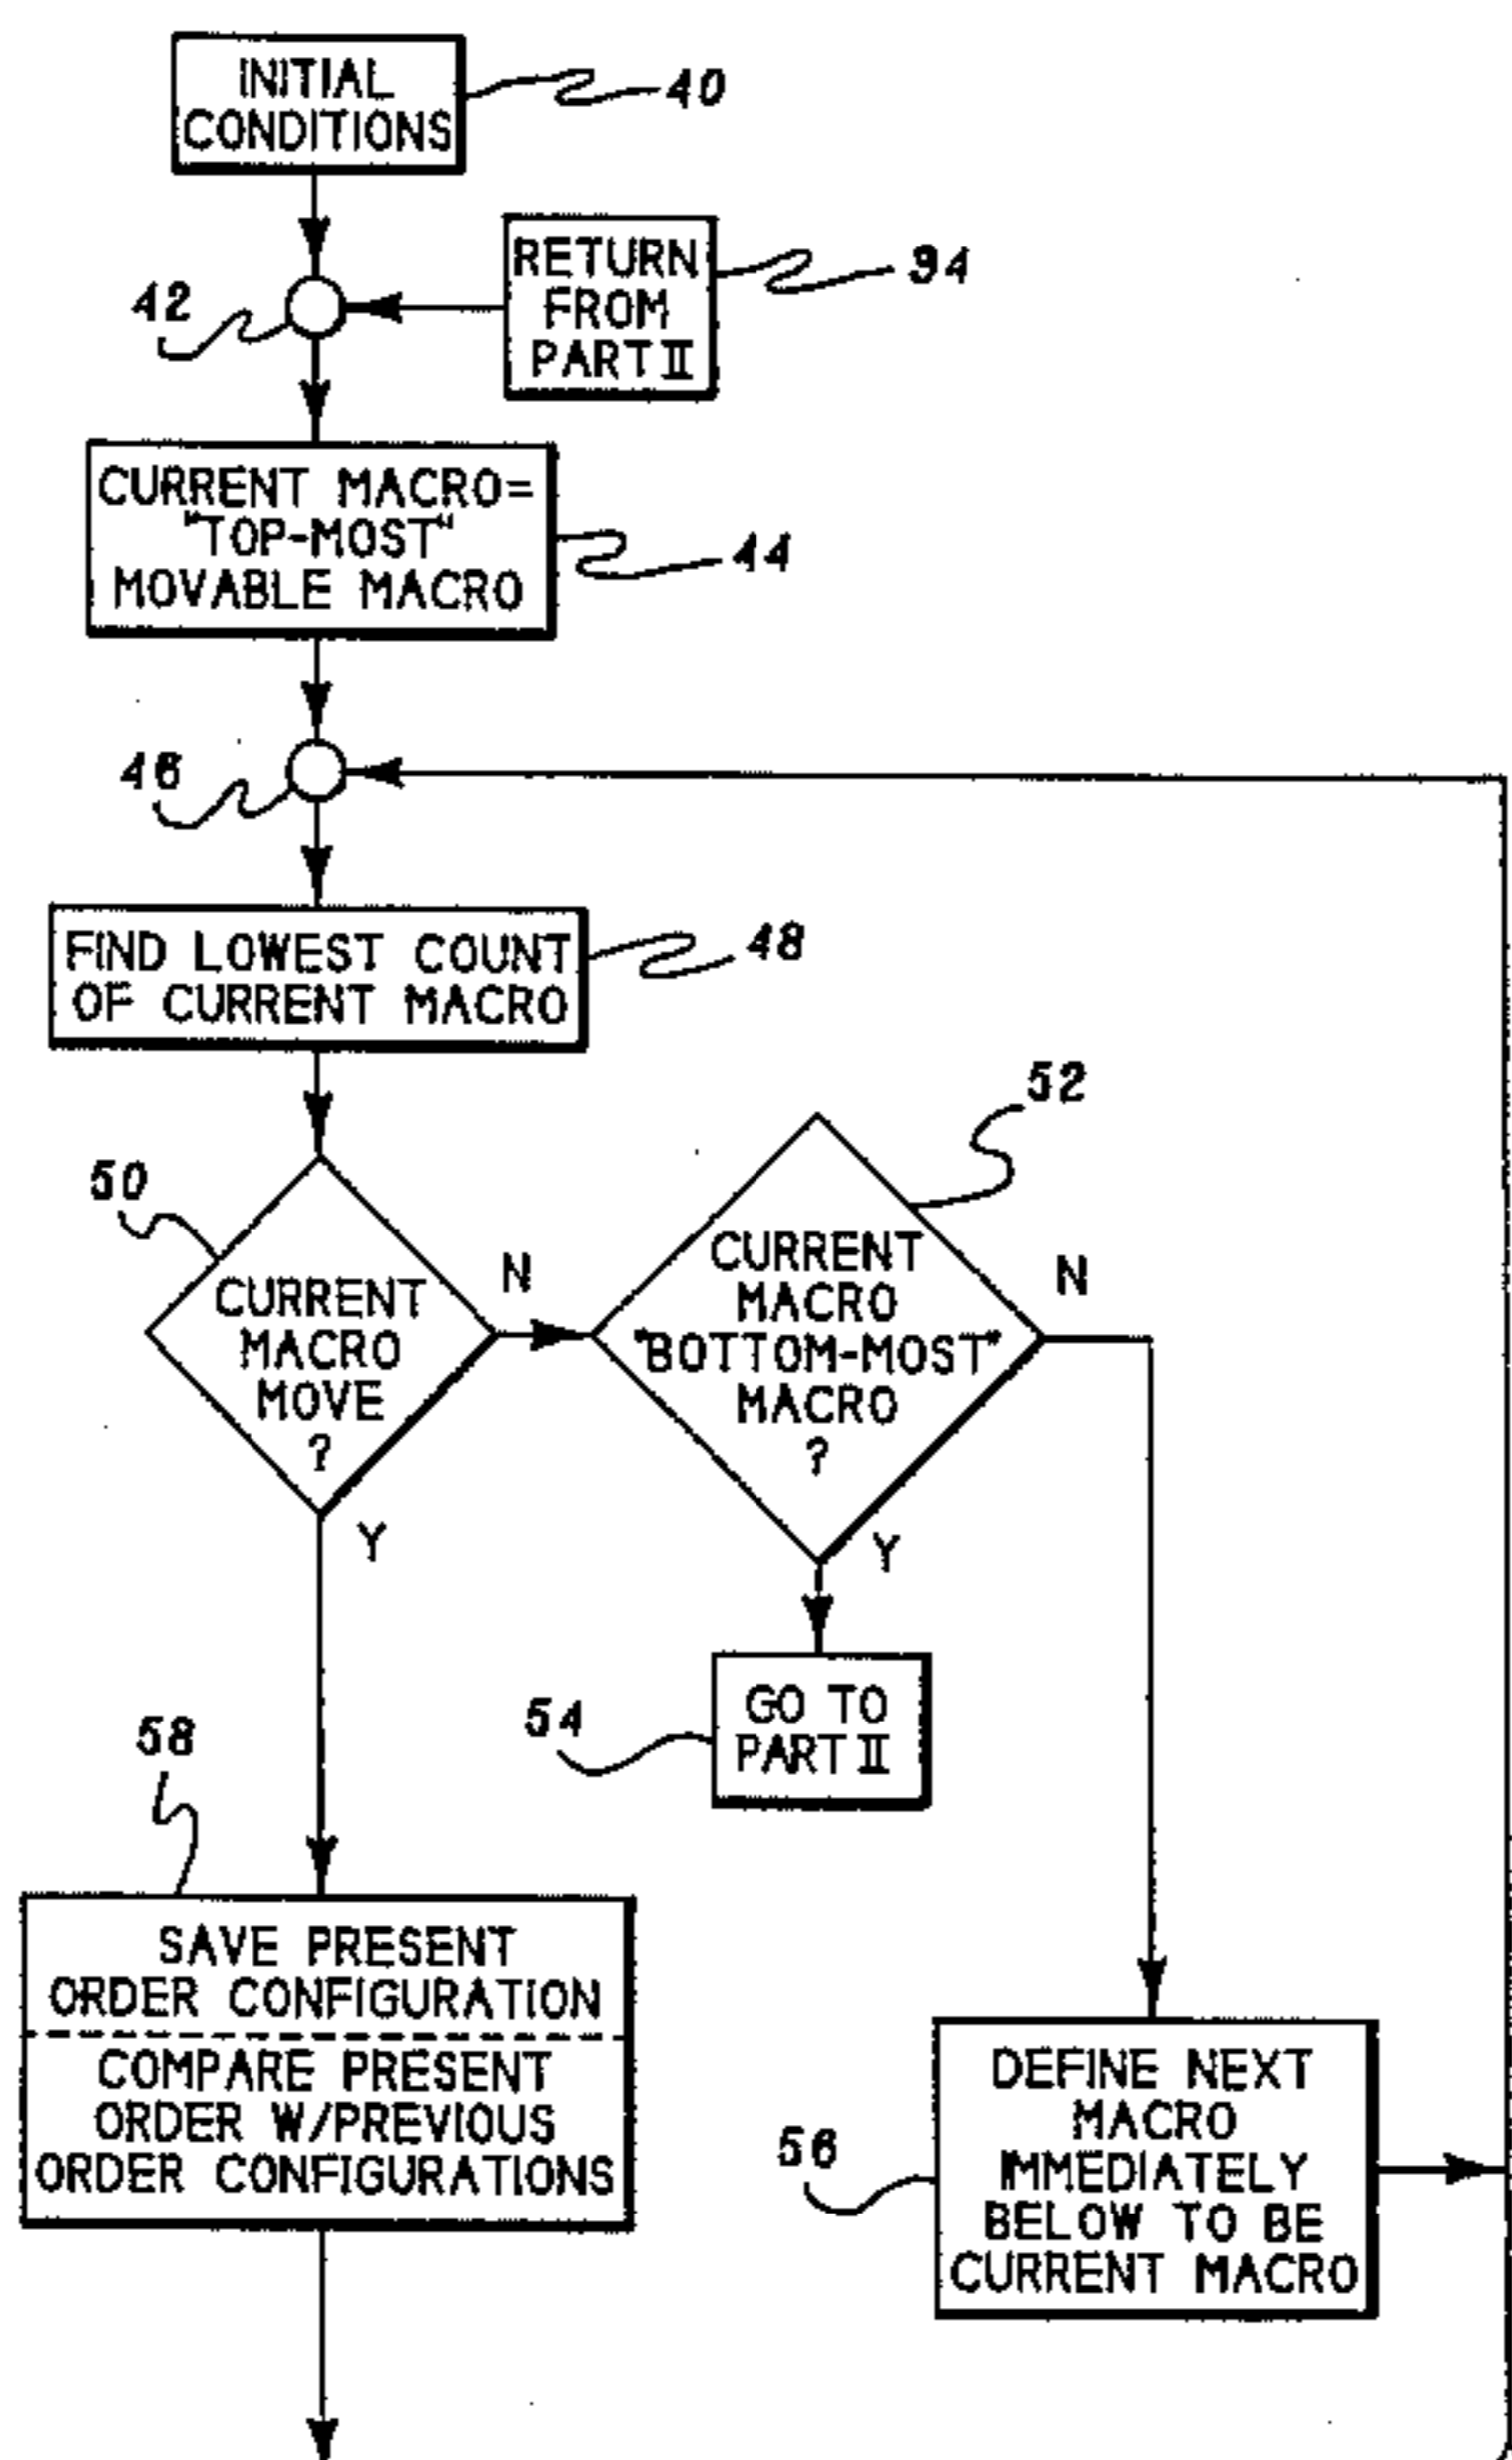 INITIAL
CONDITIONS
40
42
RETURN
FROM
PART II
94
CURRENT MACRO=
"TOP-MOST"
MOVABLE MACRO
44
46
FIND LOWEST COUNT
OF CURRENT MACRO
48
50
CURRENT
MACRO
MOVE
?
N
Y
52
CURRENT
MACRO
"BOTTOM-MOST"
MACRO
?
N
Y
54
GO TO
PART II
58
SAVE PRESENT
ORDER CONFIGURATION
COMPARE PRESENT
ORDER W/PREVIOUS
ORDER CONFIGURATIONS
56
DEFINE NEXT
MACRO
IMMEDIATELY
BELOW TO BE
CURRENT MACRO